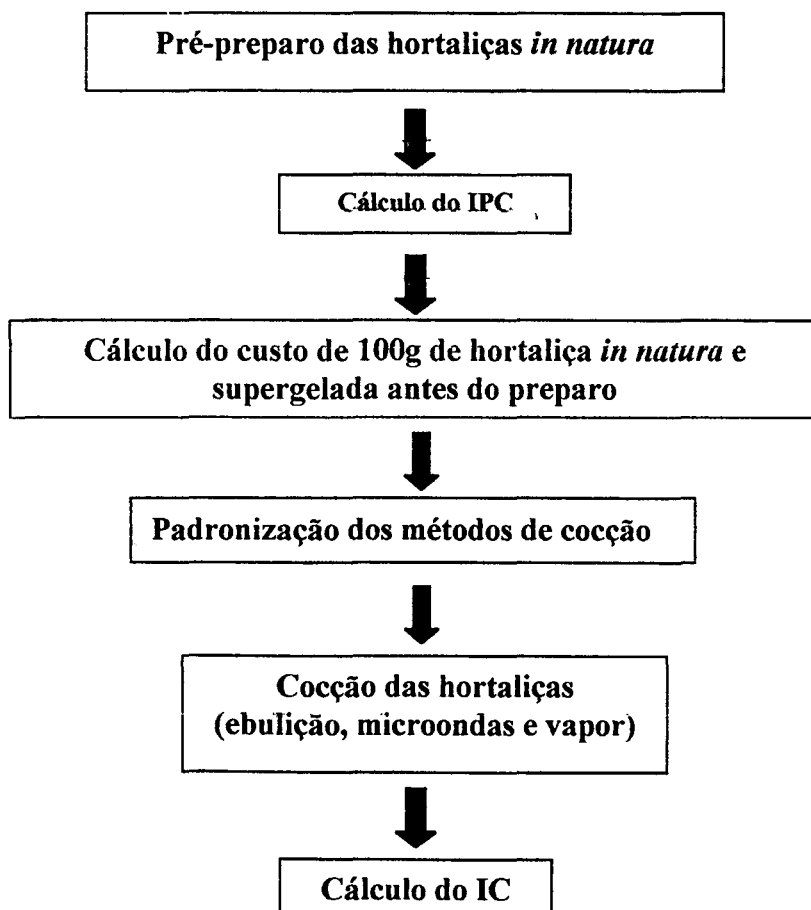 Pré-preparo das hortaliças in natura
Cálculo do IPC
Cálculo do custo de 100g de hortaliça in natura e
supergelada antes do preparo
Padronização dos métodos de cocção
Cocção das hortaliças
(ebulição, microondas e vapor)
Cálculo do IC